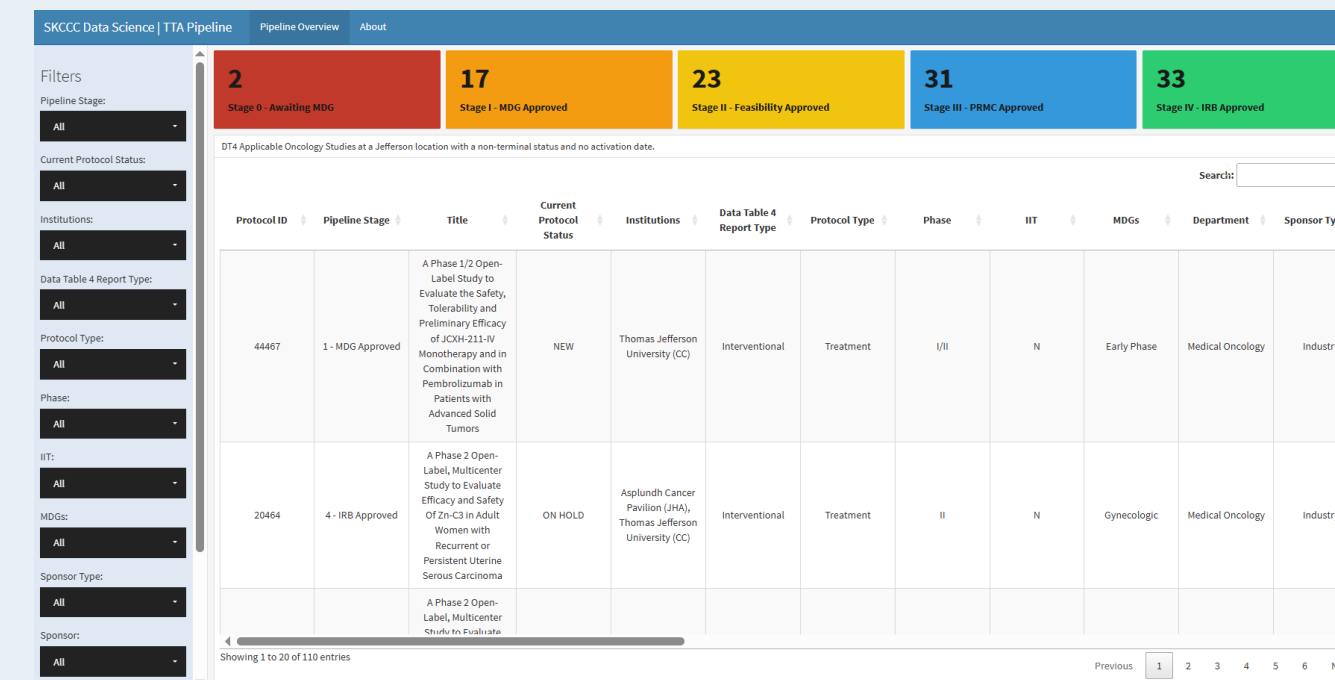 SKCCC Data Science | TTA Pipeline
Pipeline Overview
About
Filters
Pipeline Stage:
All
Current Protocol Status:
All
Institutions:
All
Data Table 4 Report Type:
All
Protocol Type:
All
Phase:
All
IIT:
All
MDGs:
All
Sponsor Type:
All
Sponsor:
All
2
Stage 0 - Awaiting MDG
17
Stage I - MDG Approved
23
Stage II - Feasibility Approved
31
Stage III - PRMC Approved
33
Stage IV - IRB Approved
DT4 Applicable Oncology Studies at a Jefferson location with a non-terminal status and no activation date.
Search:
Protocol ID
Pipeline Stage
Title
Current
Protocol
Status
Institutions
Data Table 4
Report Type
Protocol Type
Phase
IIT
MDGs
Department
Sponsor Ty
44467
1 - MDG Approved
A Phase 1/2 Open-
Label Study to
Evaluate the Safety,
Tolerability and
Preliminary Efficacy
of JCXH-211-IV
Monotherapy and in
Combination with
Pembrolizumab in
Patients with
Advanced Solid
Tumors
NEW
Thomas Jefferson
University (CC)
Interventional
Treatment
I/II
N
Early Phase
Medical Oncology
Industr
20464
4 - IRB Approved
A Phase 2 Open-
Label, Multicenter
Study to Evaluate
Efficacy and Safety
Of Zn-C3 in Adult
Women with
Recurrent or
Persistent Uterine
Serous Carcinoma
ON HOLD
Asplundh Cancer
Pavilion (JHA),
Thomas Jefferson
University (CC)
Interventional
Treatment
II
N
Gynecologic
Medical Oncology
Industr
A Phase 2 Open-
Label, Multicenter
Study to Evaluate
Showing 1 to 20 of 110 entries
Previous
1
2
3
4
5
6
N